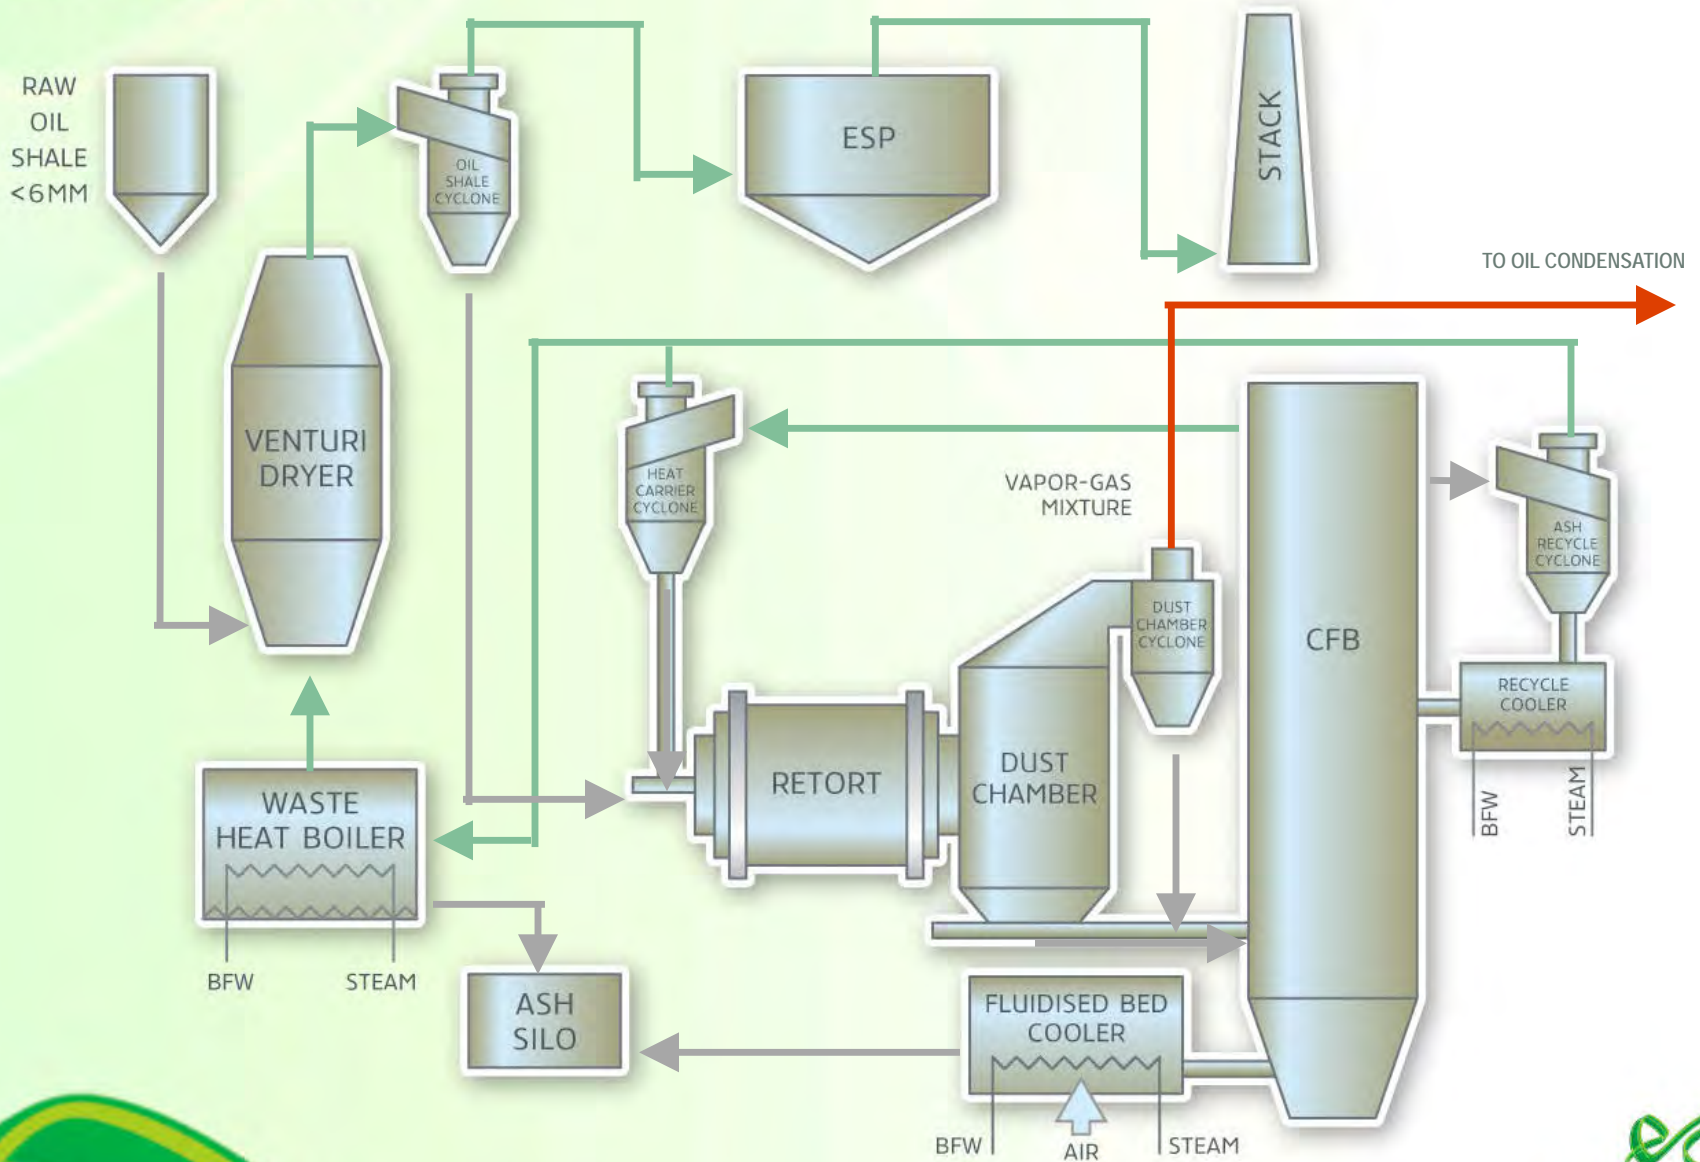 RAW
OIL
SHALE
<6MM
OIL
SHALE
CYCLONE
ESP
STACK
TO OIL CONDENSATION
VENTURI
DRYER
HEAT
CARRIER
CYCLONE
VAPOR-GAS
MIXTURE
ASH
RECYCLE
CYCLONE
DUST
CHAMBER
CYCLONE
CFB
RECYCLE
COOLER
BFW
STEAM
RETORT
DUST
CHAMBER
WASTE
HEAT BOILER
BFW
STEAM
ASH
SILO
FLUIDISED BED
COOLER
BFW
AIR
STEAM